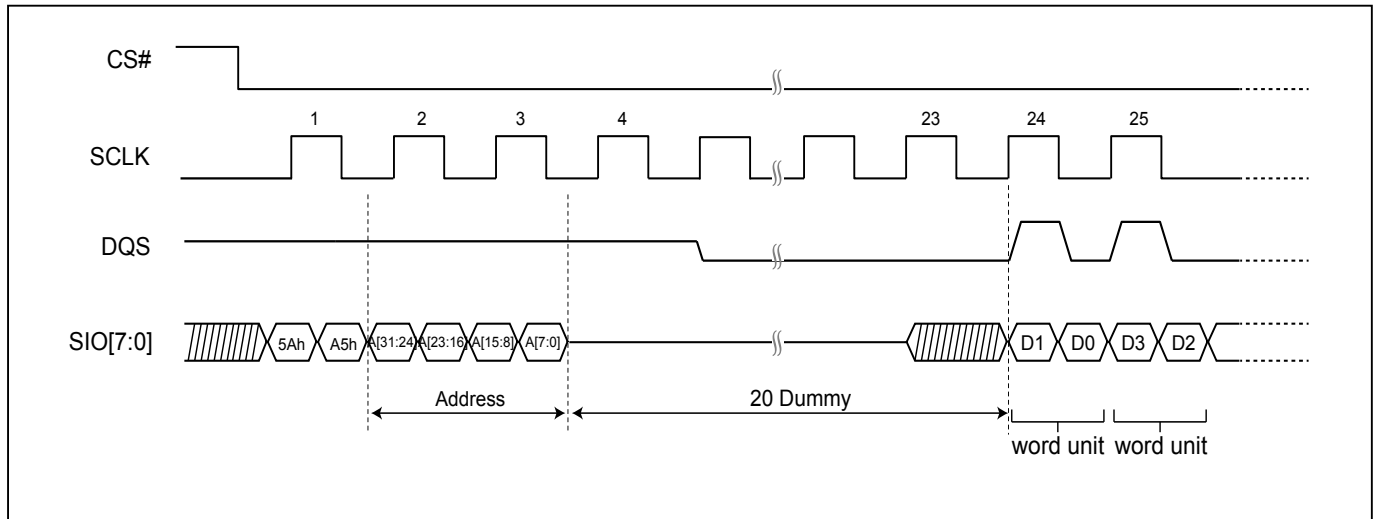 CS#
1 2 3 4 23 24 25
SCLK
DQS
SIO[7:0]
5Ah A5h A[31:24] A[23:16] A[15:8] A[7:0] D1 D0 D3 D2
Address 20 Dummy
word unit word unit